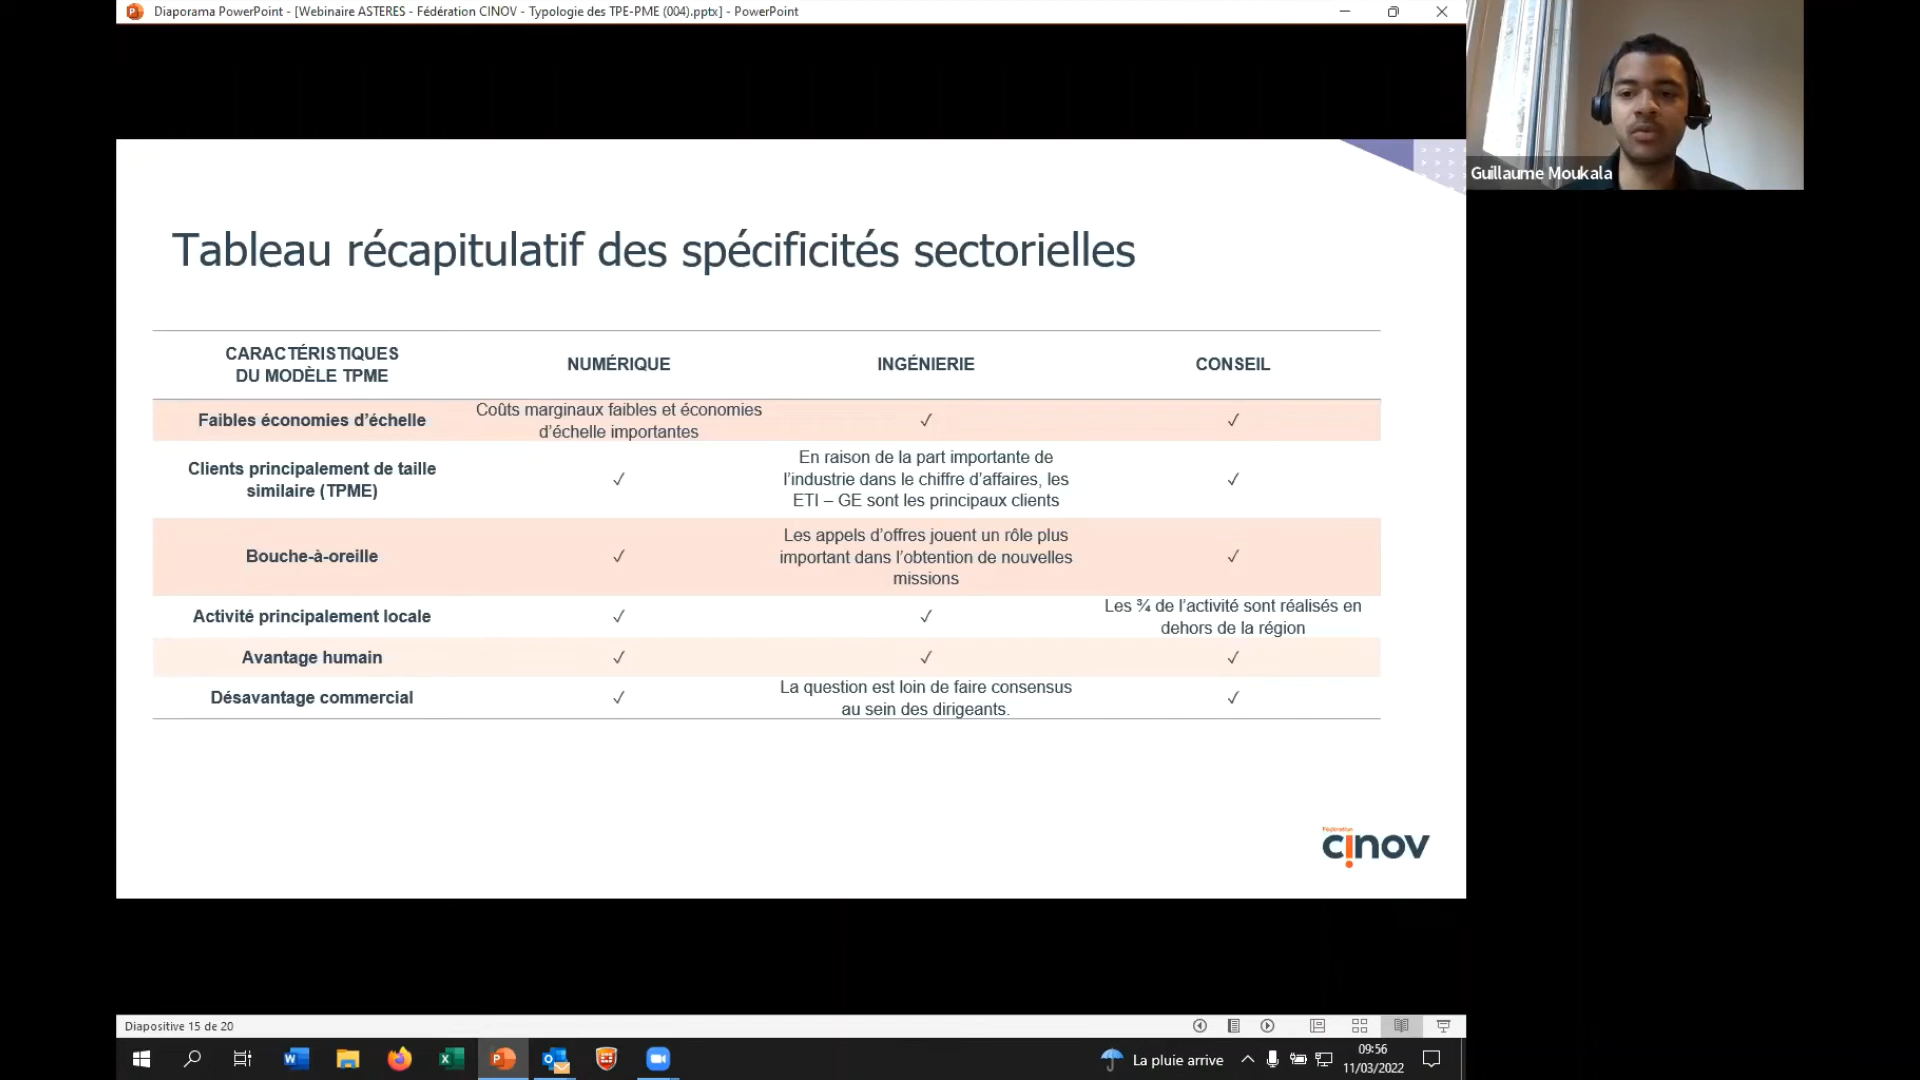 Diaporama PowerPoint - [Webinaire ASTERES - Fédération CINOV - Typologie des TPE-PME (004).pptx] - PowerPoint
Guillaume Moukala
Tableau récapitulatif des spécificités sectorielles
CARACTÉRISTIQUES
DU MODÈLE TPME
NUMÉRIQUE
INGÉNIERIE
CONSEIL
Faibles économies d’échelle
Coûts marginaux faibles et économies
d’échelle importantes
✓
✓
Clients principalement de taille
similaire (TPME)
✓
En raison de la part importante de
l’industrie dans le chiffre d’affaires, les
ETI – GE sont les principaux clients
✓
Bouche-à-oreille
✓
Les appels d’offres jouent un rôle plus
important dans l’obtention de nouvelles
missions
✓
Activité principalement locale
✓
✓
Les ¾ de l’activité sont réalisés en
dehors de la région
Avantage humain
✓
✓
✓
Désavantage commercial
✓
La question est loin de faire consensus
au sein des dirigeants.
✓
Fédération
cinov
Diapositive 15 de 20
La pluie arrive
09:56
11/03/2022